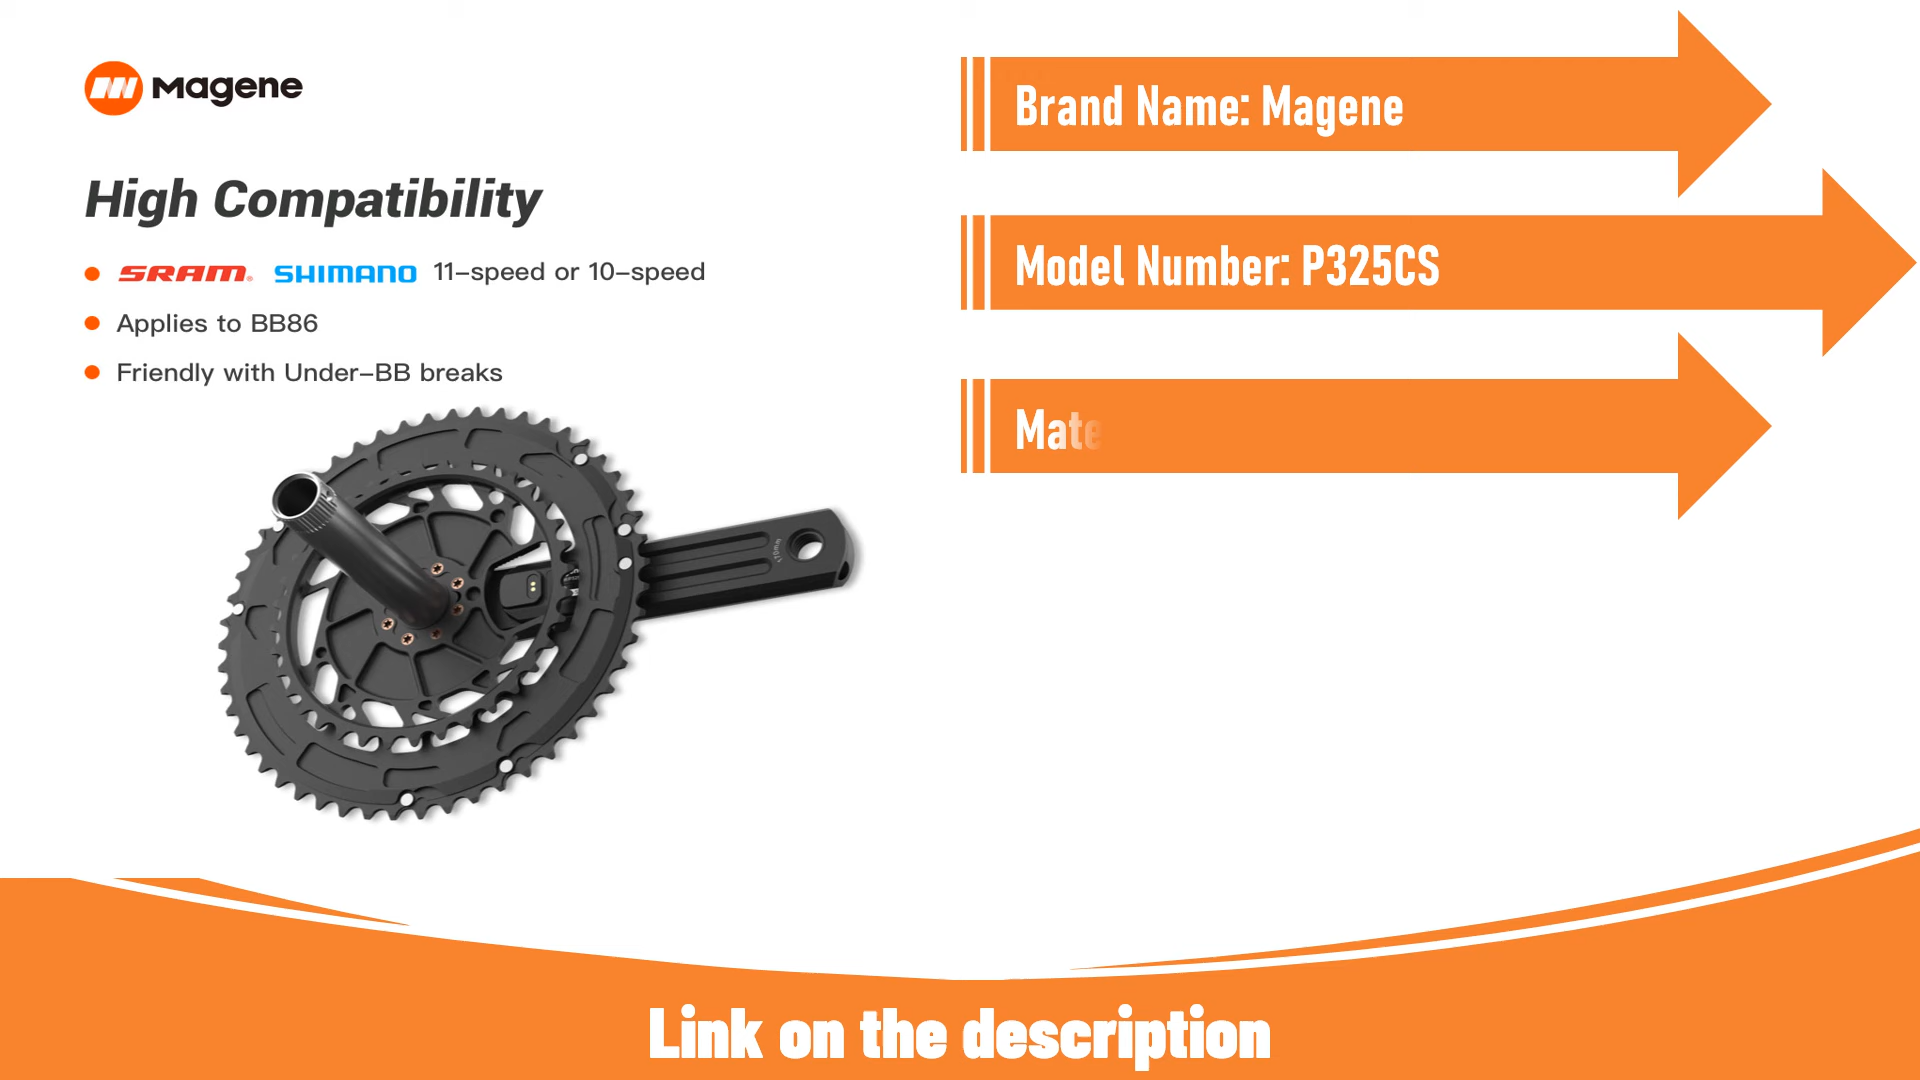 Magene
High Compatibility
SRAM SHIMANO 11-speed or 10-speed
Applies to BB86
Friendly with Under-BB breaks
170mm
Brand Name: Magene
Model Number: P325CS
Mate
Link on the description